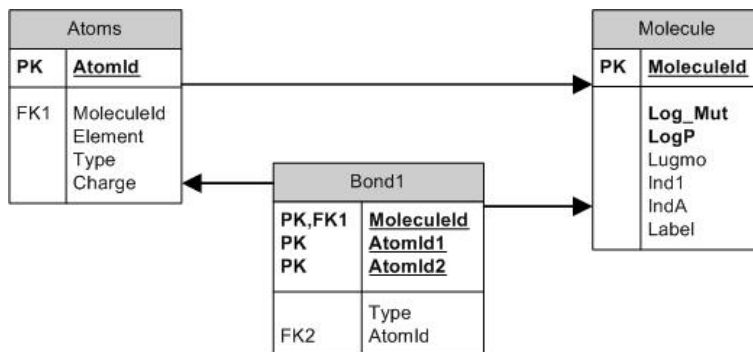 Atoms
PK AtomId
FK1 MoleculeId
Element
Type
Charge
Molecule
PK MoleculeId
Log_Mut
LogP
Lugmo
Ind1
IndA
Label
Bond1
PK,FK1 MoleculeId
PK AtomId1
PK AtomId2
Type
FK2 AtomId